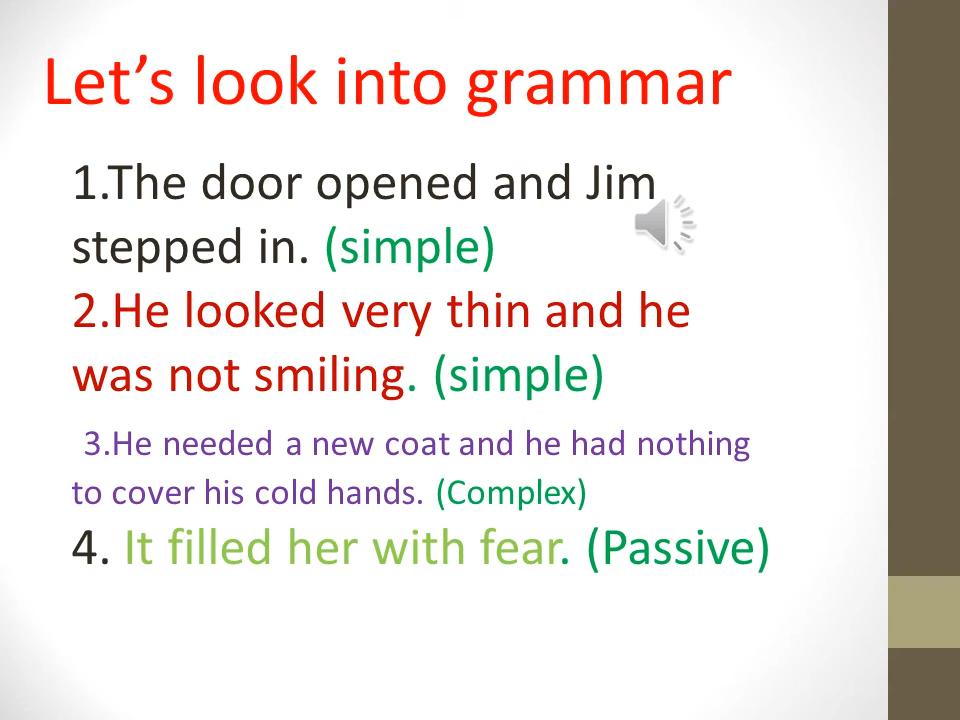 Let’s look into grammar
1.The door opened and Jim
stepped in. (simple)
2.He looked very thin and he
was not smiling. (simple)
3.He needed a new coat and he had nothing
to cover his cold hands. (Complex)
4. It filled her with fear. (Passive)